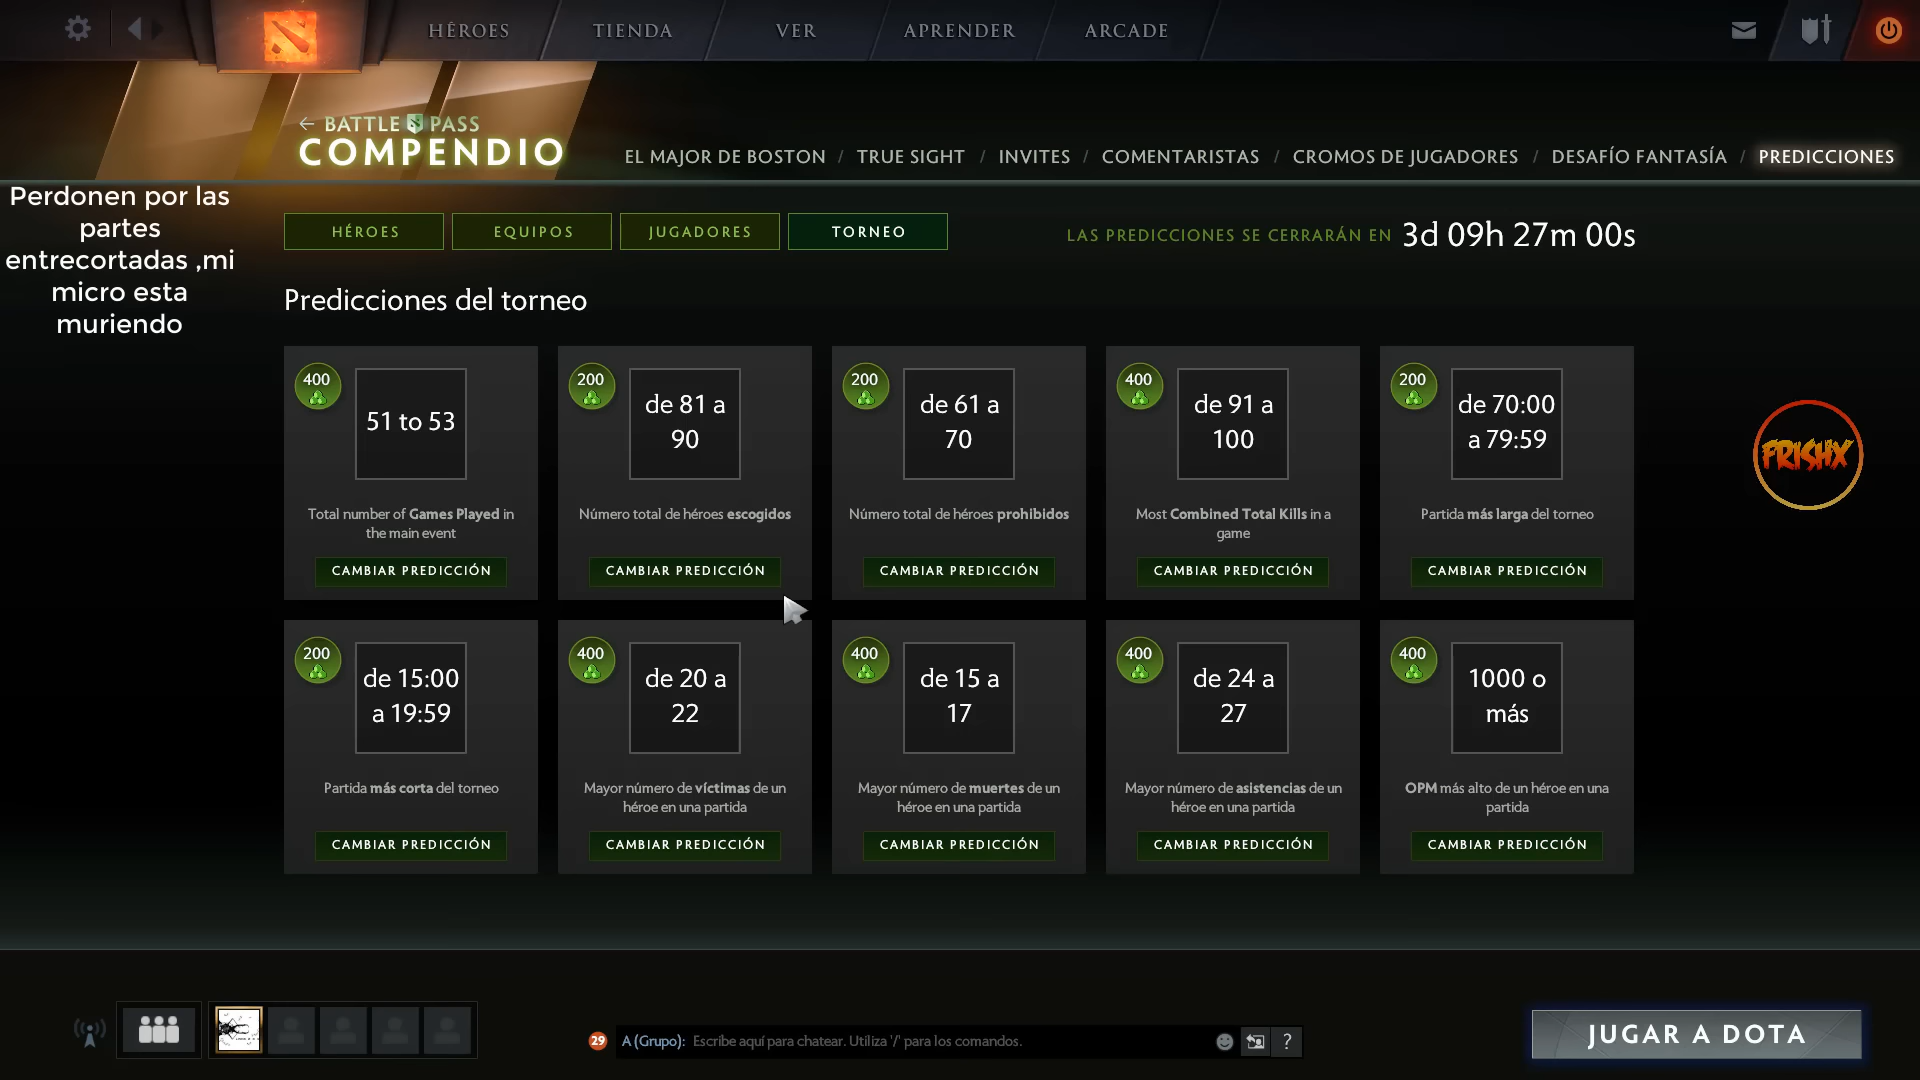 HÉROES
TIENDA
VER
APRENDER
ARCADE
BATTLE PASS
COMPENDIO
EL MAJOR DE BOSTON / TRUE SIGHT / INVITES / COMENTARISTAS / CROMOS DE JUGADORES / DESAFÍO FANTASÍA / PREDICCIONES
Perdonen por las
partes
entrecortadas ,mi
micro esta
muriendo
HÉROES
EQUIPOS
JUGADORES
TORNEO
LAS PREDICCIONES SE CERRARÁN EN 3d 09h 27m 00s
Predicciones del torneo
400
51 to 53
Total number of Games Played in
the main event
CAMBIAR PREDICCIÓN
200
de 81 a
90
Número total de héroes escogidos
CAMBIAR PREDICCIÓN
200
de 61 a
70
Número total de héroes prohibidos
CAMBIAR PREDICCIÓN
400
de 91 a
100
Most Combined Total Kills in a
game
CAMBIAR PREDICCIÓN
200
de 70:00
a 79:59
Partida más larga del torneo
CAMBIAR PREDICCIÓN
FRISHX
200
de 15:00
a 19:59
Partida más corta del torneo
CAMBIAR PREDICCIÓN
400
de 20 a
22
Mayor número de víctimas de un
héroe en una partida
CAMBIAR PREDICCIÓN
400
de 15 a
17
Mayor número de muertes de un
héroe en una partida
CAMBIAR PREDICCIÓN
400
de 24 a
27
Mayor número de asistencias de un
héroe en una partida
CAMBIAR PREDICCIÓN
400
1000 o
más
OPM más alto de un héroe en una
partida
CAMBIAR PREDICCIÓN
29
A (Grupo): Escribe aquí para chatear. Utiliza '/' para los comandos.
?
JUGAR A DOTA